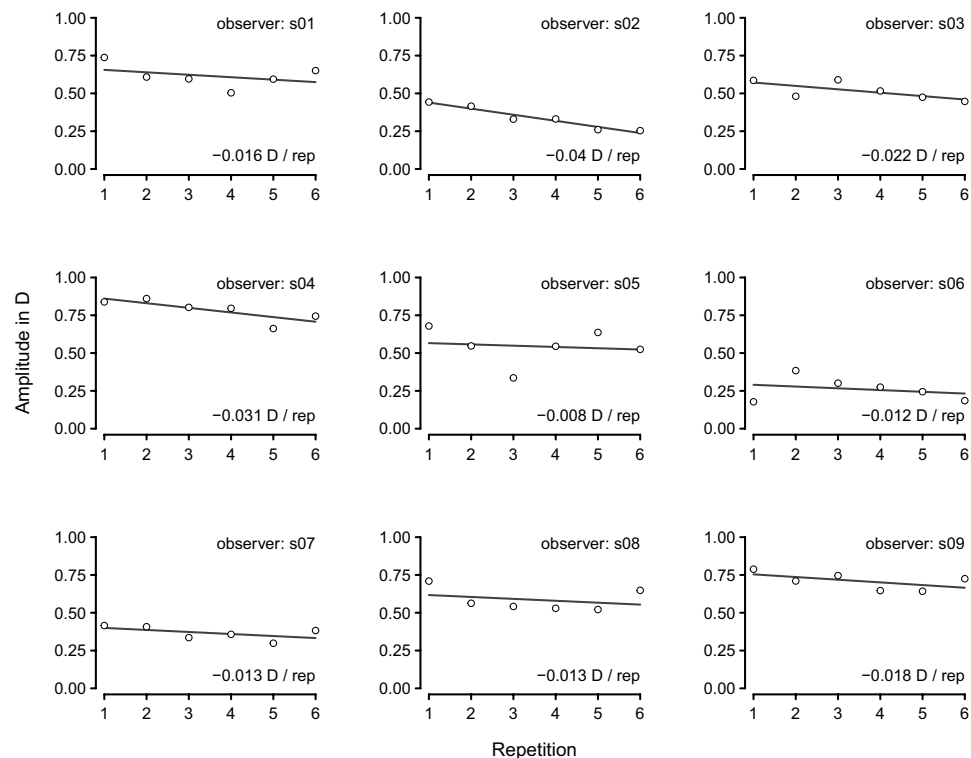 Amplitude in D
1.00
observer: s01
0.75
0.50
0.25
−0.016 D / rep
0.00
1 2 3 4 5 6
1.00
observer: s02
0.75
0.50
0.25
−0.04 D / rep
0.00
1 2 3 4 5 6
1.00
observer: s03
0.75
0.50
0.25
−0.022 D / rep
0.00
1 2 3 4 5 6
1.00
observer: s04
0.75
0.50
0.25
−0.031 D / rep
0.00
1 2 3 4 5 6
1.00
observer: s05
0.75
0.50
0.25
−0.008 D / rep
0.00
1 2 3 4 5 6
1.00
observer: s06
0.75
0.50
0.25
−0.012 D / rep
0.00
1 2 3 4 5 6
1.00
observer: s07
0.75
0.50
0.25
−0.013 D / rep
0.00
1 2 3 4 5 6
1.00
observer: s08
0.75
0.50
0.25
−0.013 D / rep
0.00
1 2 3 4 5 6
1.00
observer: s09
0.75
0.50
0.25
−0.018 D / rep
0.00
1 2 3 4 5 6
Repetition